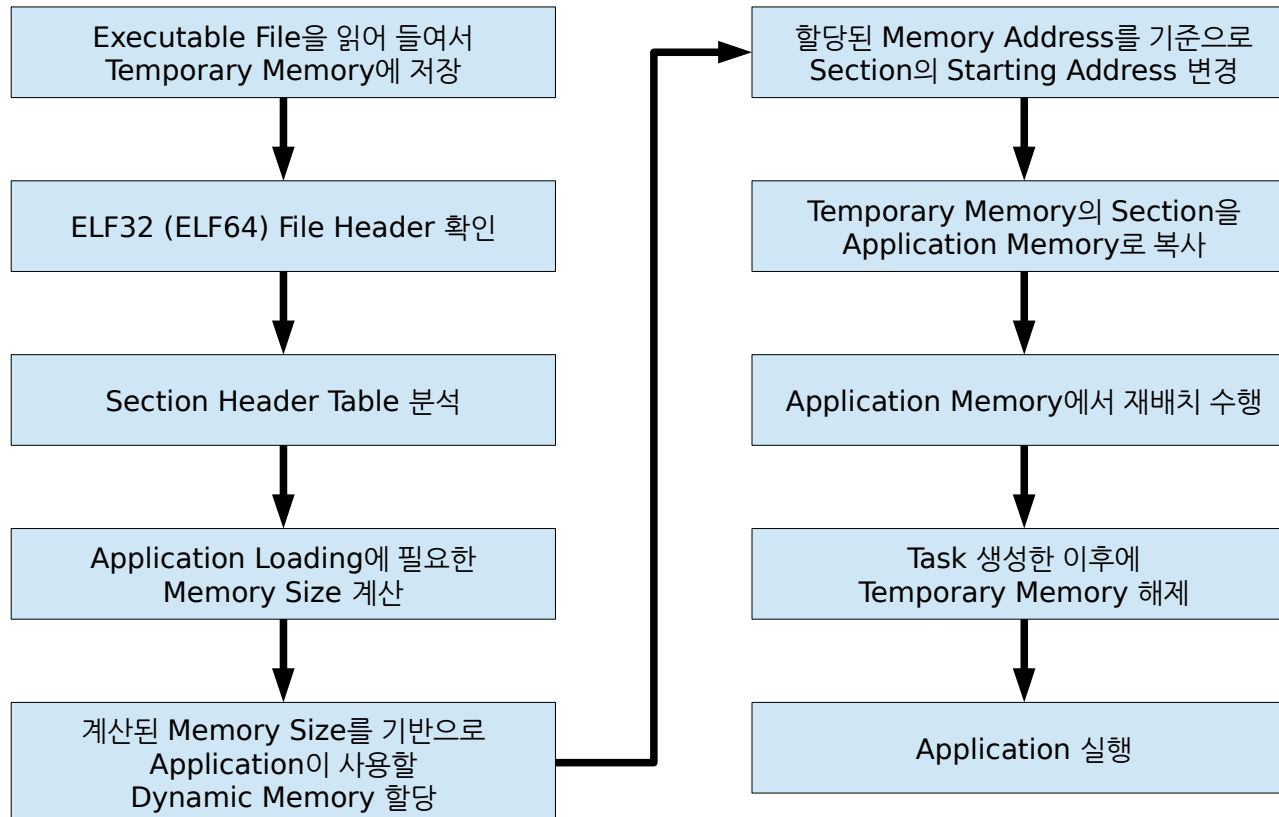 Executable File을 읽어 들여서
Temporary Memory에 저장
ELF32 (ELF64) File Header 확인
Section Header Table 분석
Application Loading에 필요한
Memory Size 계산
계산된 Memory Size를 기반으로
Application이 사용할
Dynamic Memory 할당
할당된 Memory Address를 기준으로
Section의 Starting Address 변경
Temporary Memory의 Section을
Application Memory로 복사
Application Memory에서 재배치 수행
Task 생성한 이후에
Temporary Memory 해제
Application 실행